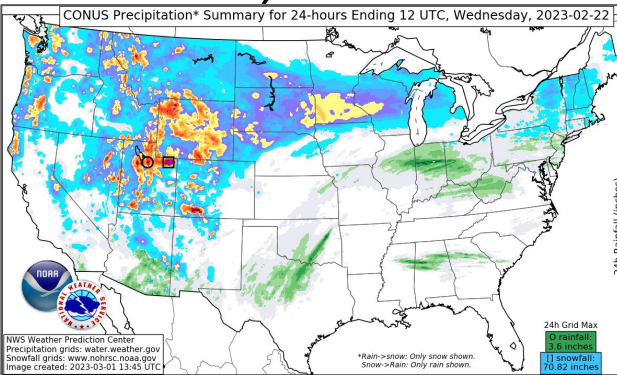 CONUS Precipitation* Summary for 24-hours Ending 12 UTC, Wednesday, 2023-02-22
NOAA
NATIONAL WEATHER SERVICE
NWS Weather Prediction Center
Precipitation grids: water.weather.gov
Snowfall grids: www.nohrsc.noaa.gov
Image created: 2023-03-01 13:45 UTC
*Rain->snow: Only snow shown.
Snow->Rain: Only rain shown.
24h Grid Max
O rainfall:
3.6 inches
[] snowfall:
70.82 inches
24h Rainfall (inches)